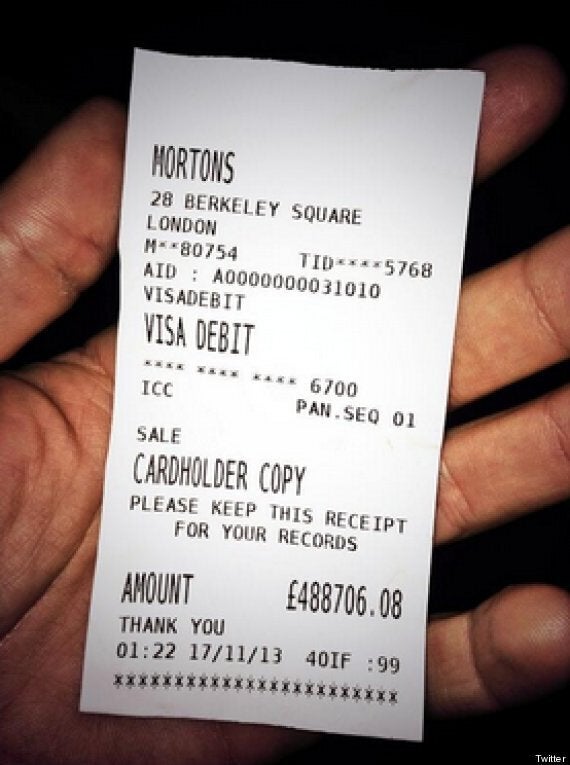 MORTONS
28 BERKELEY SQUARE
LONDON
M**80754 TID****5768
AID : A0000000031010
VISADEBIT
VISA DEBIT
**** **** **** 6700
ICC PAN.SEQ 01
SALE
CARDHOLDER COPY
PLEASE KEEP THIS RECEIPT
FOR YOUR RECORDS
AMOUNT £488706.08
THANK YOU
01:22 17/11/13 40IF :99
************************
Twitter